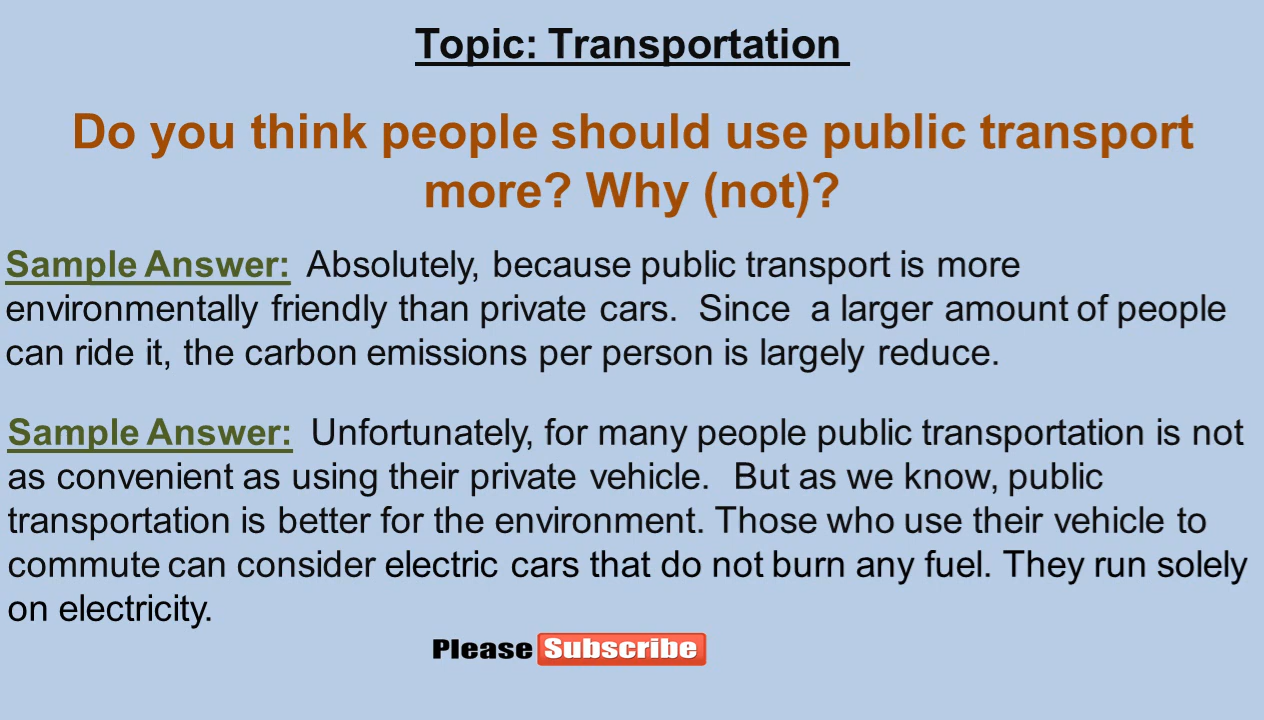 Topic: Transportation
Do you think people should use public transport
more? Why (not)?
Sample Answer: Absolutely, because public transport is more
environmentally friendly than private cars. Since a larger amount of people
can ride it, the carbon emissions per person is largely reduce.
Sample Answer: Unfortunately, for many people public transportation is not
as convenient as using their private vehicle. But as we know, public
transportation is better for the environment. Those who use their vehicle to
commute can consider electric cars that do not burn any fuel. They run solely
on electricity.
Please Subscribe